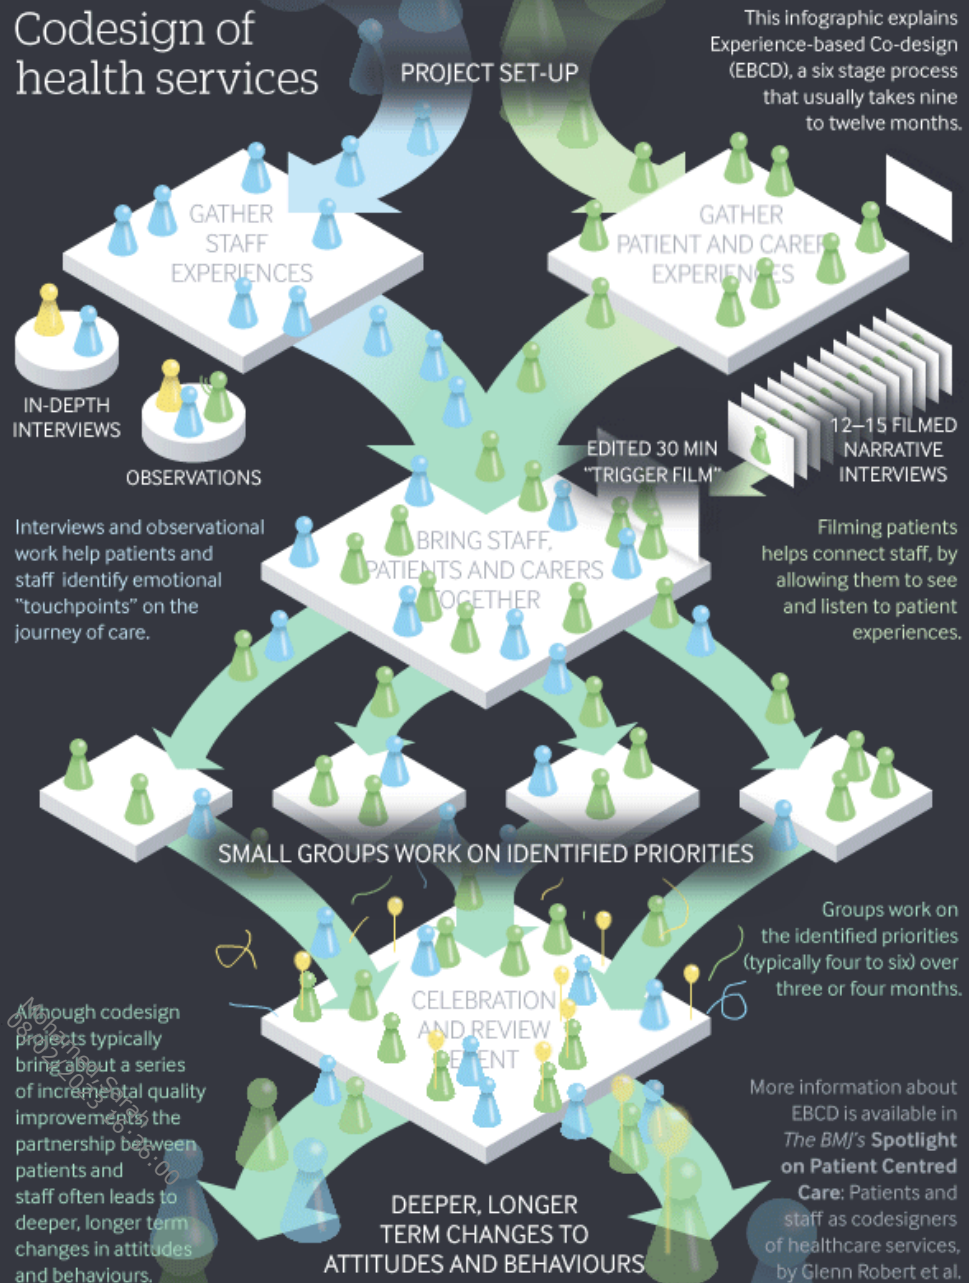 Codesign of
health services
PROJECT SET-UP
This infographic explains
Experience-based Co-design
(EBCD), a six stage process
that usually takes nine
to twelve months.
GATHER
STAFF
EXPERIENCES
GATHER
PATIENT AND CARER
EXPERIENCES
IN-DEPTH
INTERVIEWS
OBSERVATIONS
EDITED 30 MIN
“TRIGGER FILM”
12–15 FILMED
NARRATIVE
INTERVIEWS
Interviews and observational
work help patients and
staff identify emotional
“touchpoints” on the
journey of care.
BRING STAFF,
PATIENTS AND CARERS
TOGETHER
Filming patients
helps connect staff, by
allowing them to see
and listen to patient
experiences.
SMALL GROUPS WORK ON IDENTIFIED PRIORITIES
Groups work on
the identified priorities
(typically four to six) over
three or four months.
CELEBRATION
AND REVIEW
EVENT
Although codesign
projects typically
bring about a series
of incremental quality
improvements, the
partnership between
patients and
staff often leads to
deeper, longer term
changes in attitudes
and behaviours.
DEEPER, LONGER
TERM CHANGES TO
ATTITUDES AND BEHAVIOURS
More information about
EBCD is available in
The BMJ’s Spotlight
on Patient Centred
Care: Patients and
staff as codesigners
of healthcare services,
by Glenn Robert et al.